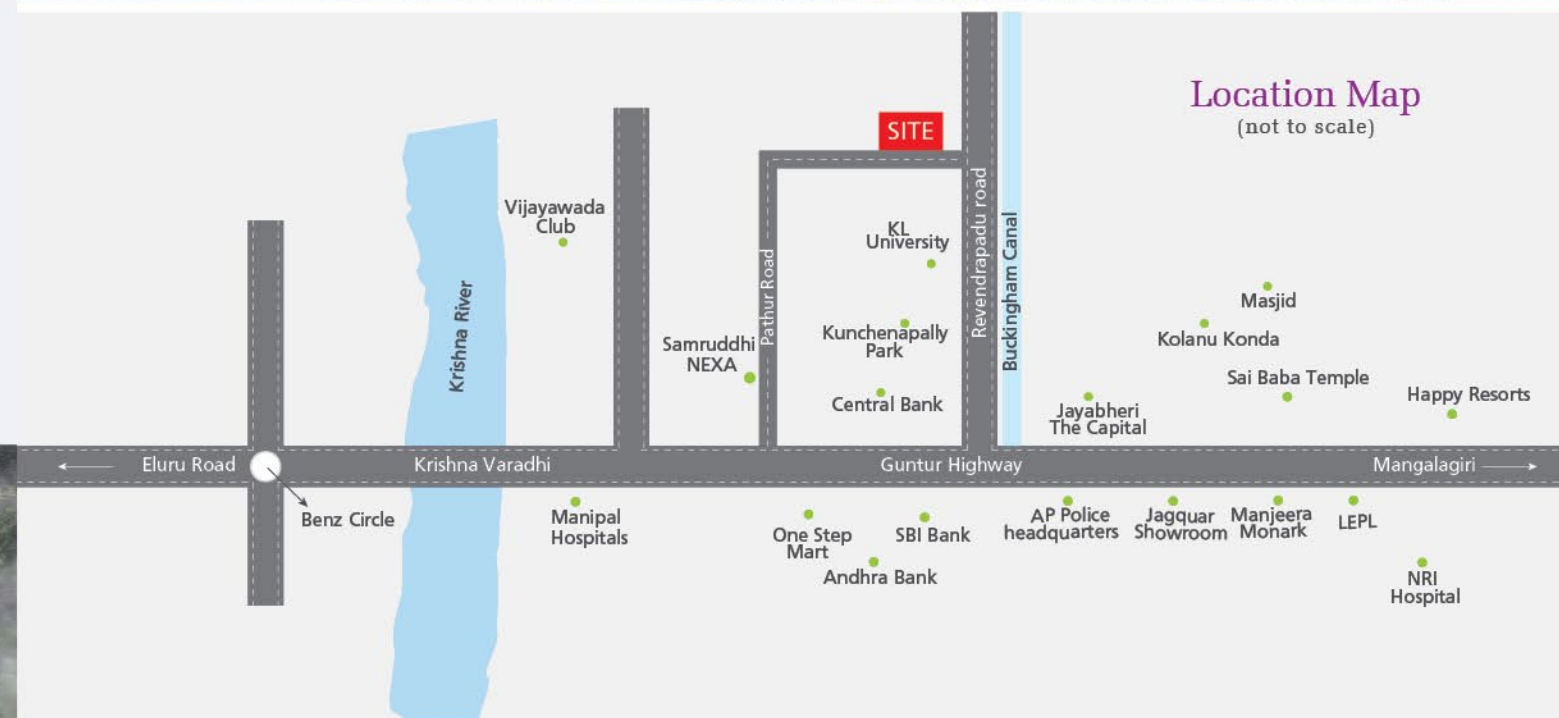 Location Map
(not to scale)
SITE
Vijayawada
Club
KL
University
Krishna River
Pathur Road
Revendrapadu road
Buckingham Canal
Masjid
Kolanu Konda
Samruddhi
NEXA
Kunchenapally
Park
Central Bank
Sai Baba Temple
Happy Resorts
Jayabheri
The Capital
Eluru Road
Krishna Varadhi
Guntur Highway
Mangalagiri
Benz Circle
Manipal
Hospitals
One Step
Mart
SBI Bank
Andhra Bank
AP Police
headquarters
Jagquar
Showroom
Manjeera
Monark
LEPL
NRI
Hospital